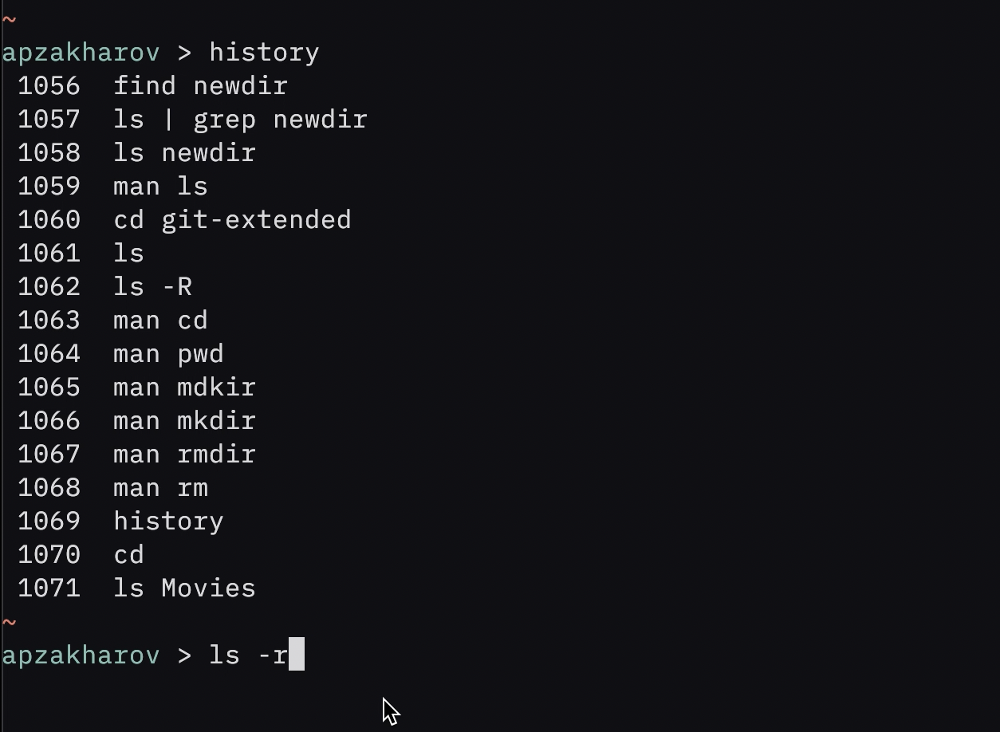 ~
apzakharov > history
1056  find newdir
1057  ls | grep newdir
1058  ls newdir
1059  man ls
1060  cd git-extended
1061  ls
1062  ls -R
1063  man cd
1064  man pwd
1065  man mdkir
1066  man mkdir
1067  man rmdir
1068  man rm
1069  history
1070  cd
1071  ls Movies
~
apzakharov > ls -r